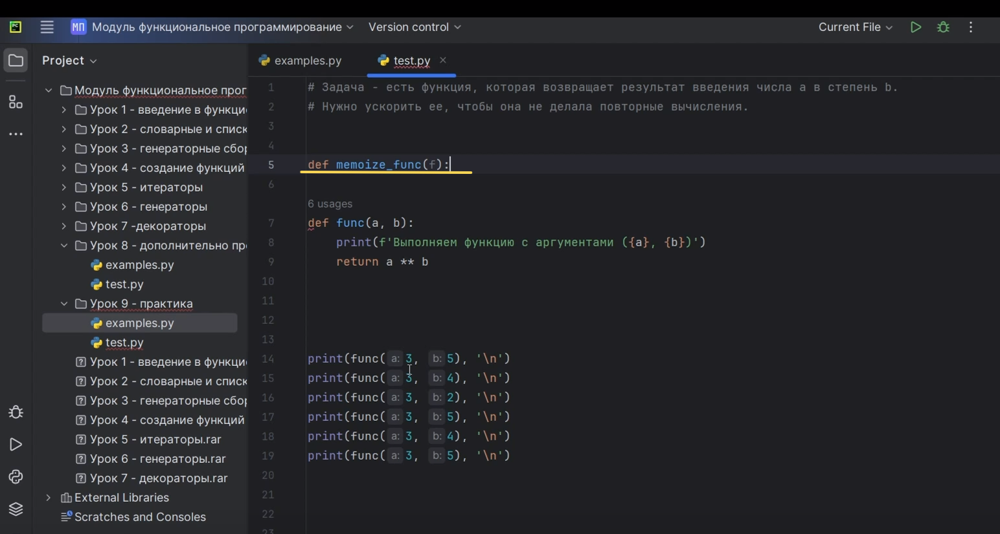 PC
МП Модуль функциональное программирование Version control Current File
Project
Модуль функциональное прог
Урок 1 - введение в функци
Урок 2 - словарные и списк
Урок 3 - генераторные сбор
Урок 4 - создание функций
Урок 5 - итераторы
Урок 6 - генераторы
Урок 7 -декораторы
Урок 8 - дополнительно пр
examples.py
test.py
Урок 9 - практика
examples.py
test.py
Урок 1 - введение в функци
Урок 2 - словарные и списк
Урок 3 - генераторные сбор
Урок 4 - создание функций
Урок 5 - итераторы.rar
Урок 6 - генераторы.rar
Урок 7 - декораторы.rar
External Libraries
Scratches and Consoles
examples.py test.py
1 # Задача - есть функция, которая возвращает результат введения числа a в степень b.
2 # Нужно ускорить ее, чтобы она не делала повторные вычисления.
3
4
5 def memoize_func(f):
6
6 usages
7 def func(a, b):
8 print(f'Выполняем функцию с аргументами ({a}, {b})')
9 return a ** b
10
11
12
13
14 print(func( a: 3, b: 5), '\n')
15 print(func( a: 3, b: 4), '\n')
16 print(func( a: 3, b: 2), '\n')
17 print(func( a: 3, b: 5), '\n')
18 print(func( a: 3, b: 4), '\n')
19 print(func( a: 3, b: 5), '\n')
20
21
22
23